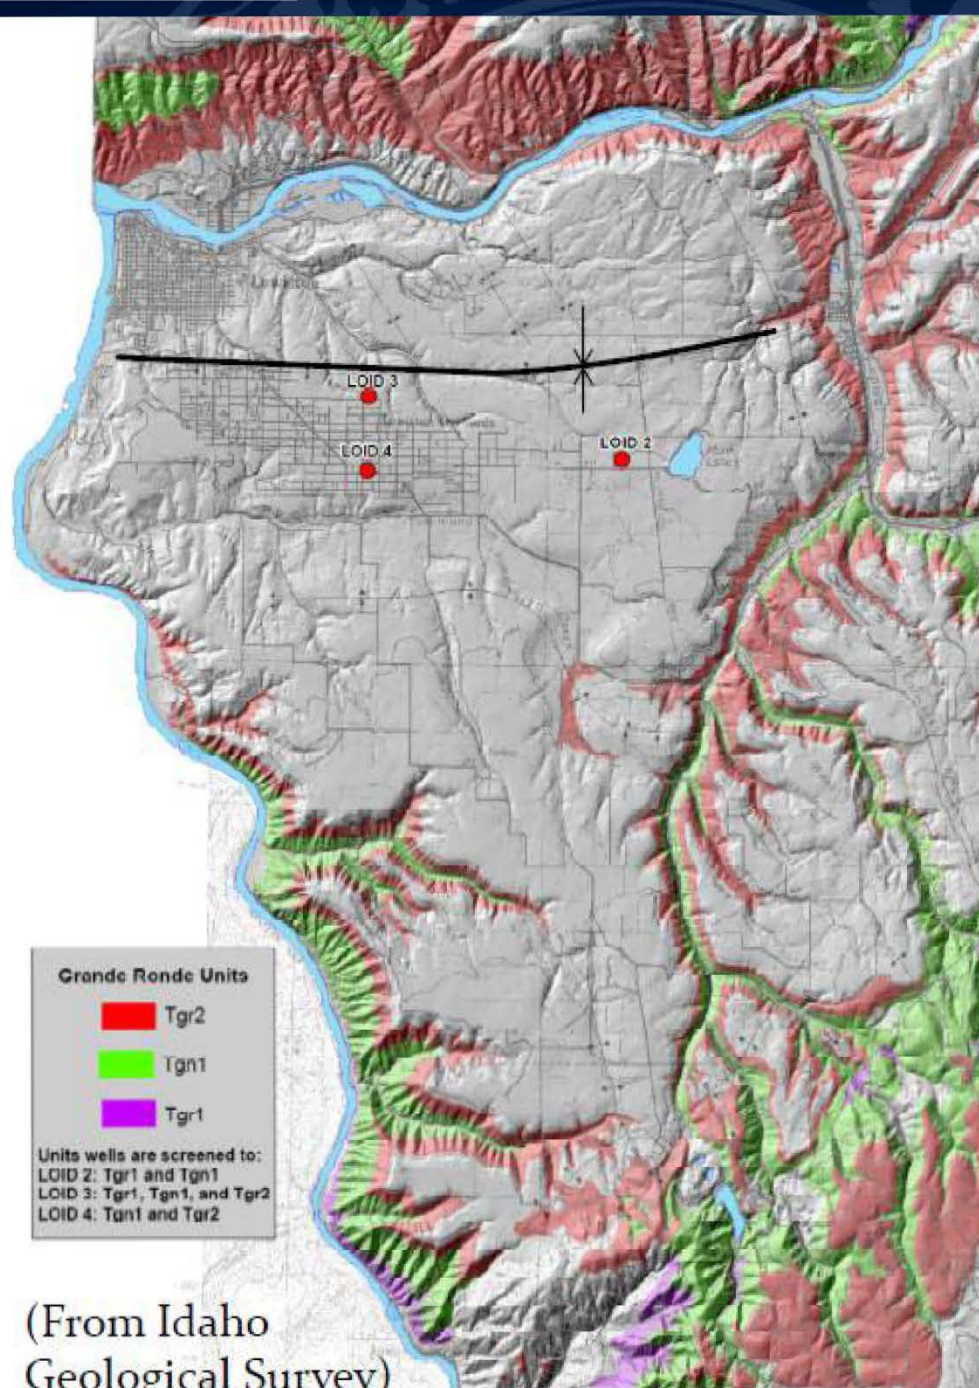 LOID 3
LOID 4
LOID 2
Grande Ronde Units
Tgr2
Tgn1
Tgr1
Units wells are screened to:
LOID 2: Tgr1 and Tgn1
LOID 3: Tgr1, Tgn1, and Tgr2
LOID 4: Tgn1 and Tgr2
(From Idaho
Geological Survey)